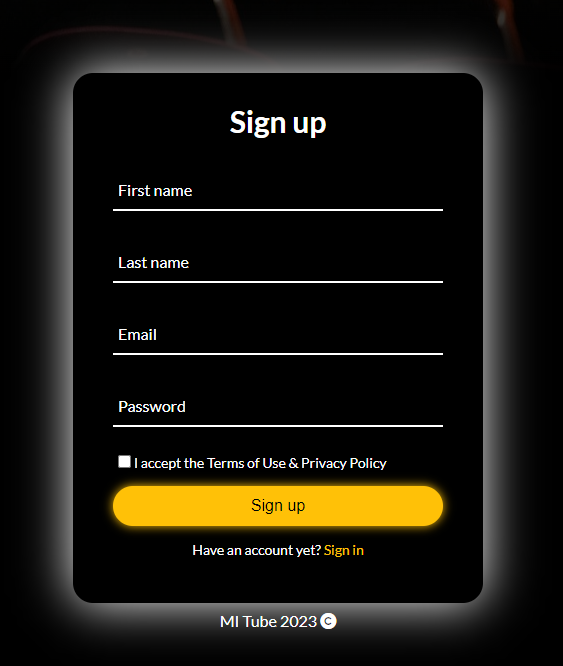 Sign up
First name
Last name
Email
Password
I accept the Terms of Use & Privacy Policy
Sign up
Have an account yet? Sign in
MI Tube 2023 ©